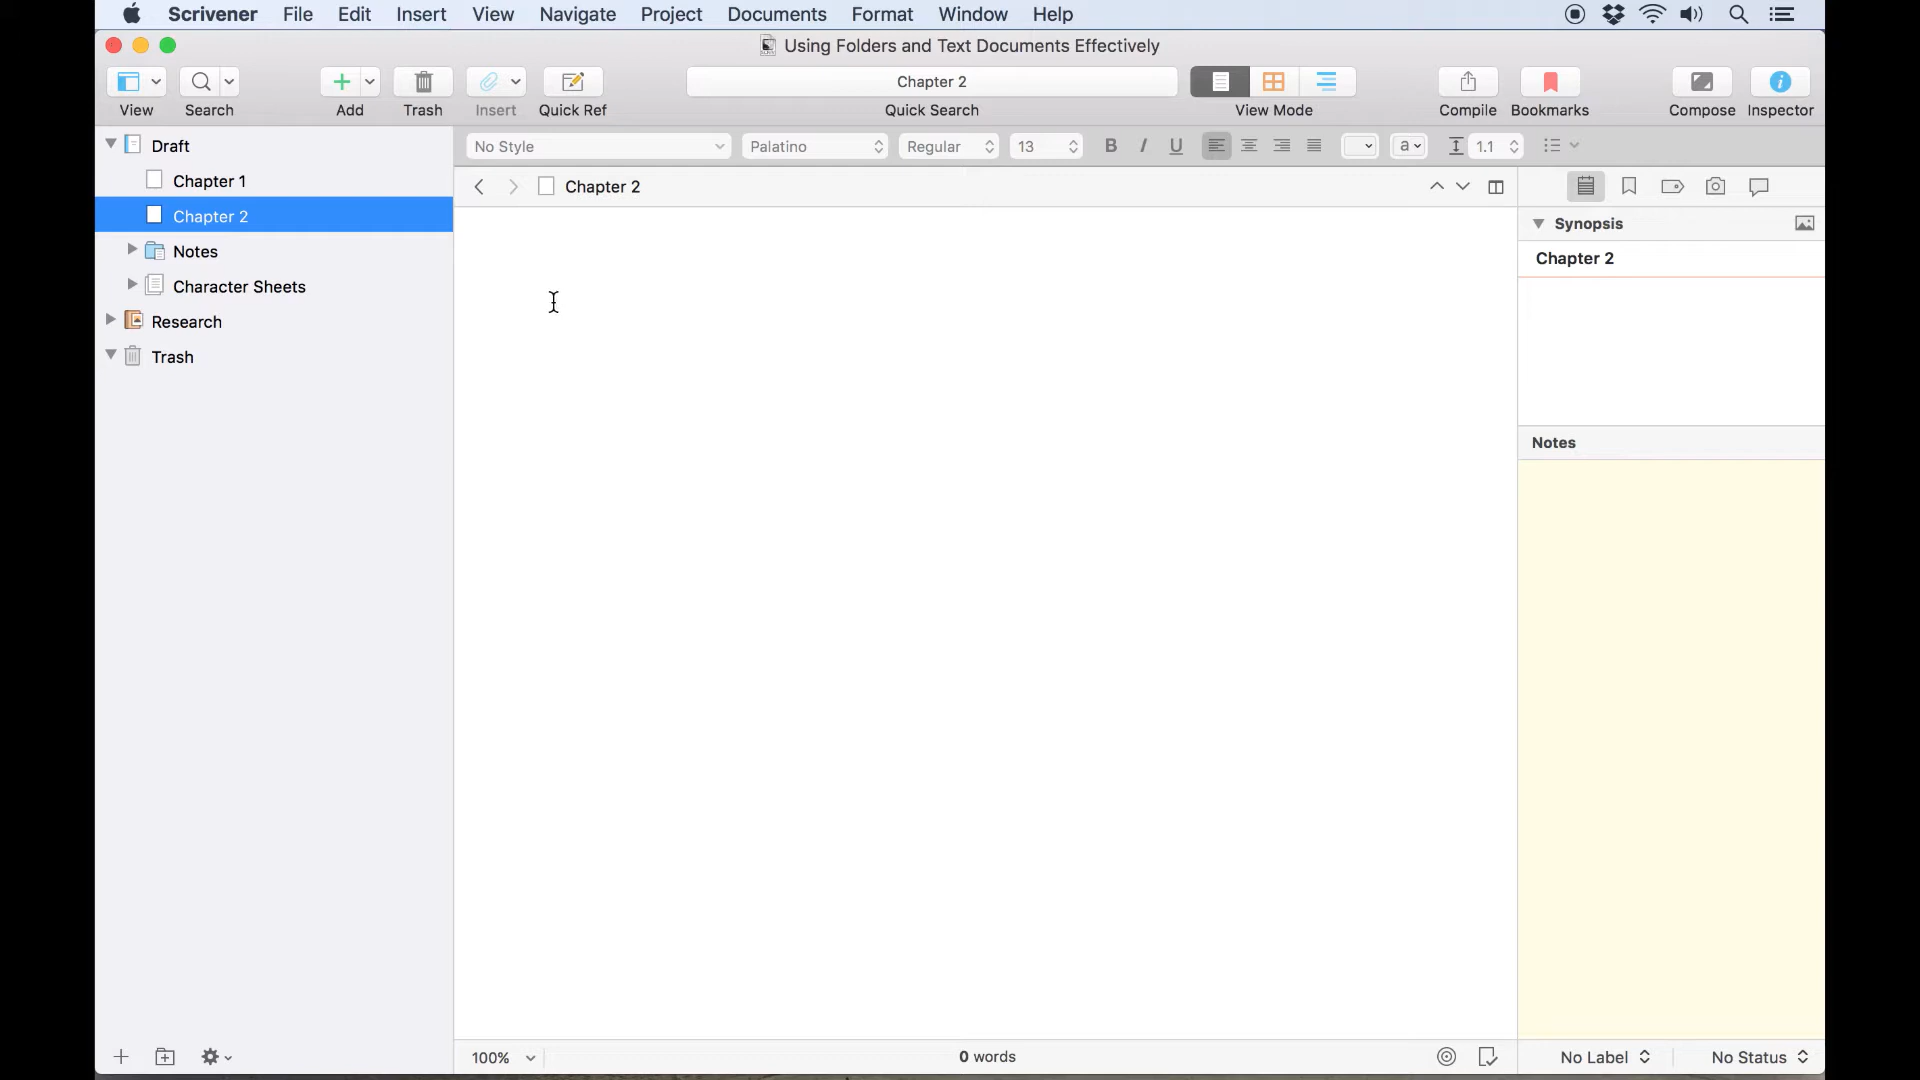 Scrivener File Edit Insert View Navigate Project Documents Format Window Help
Using Folders and Text Documents Effectively
Chapter 2
View Search Add Trash Insert Quick Ref Quick Search View Mode Compile Bookmarks Compose Inspector
No Style Palatino Regular 13 B I U a 1.1
Draft
Chapter 1
Chapter 2
Notes
Character Sheets
Research
Trash
Chapter 2
Synopsis
Chapter 2
Notes
100% 0 words No Label No Status